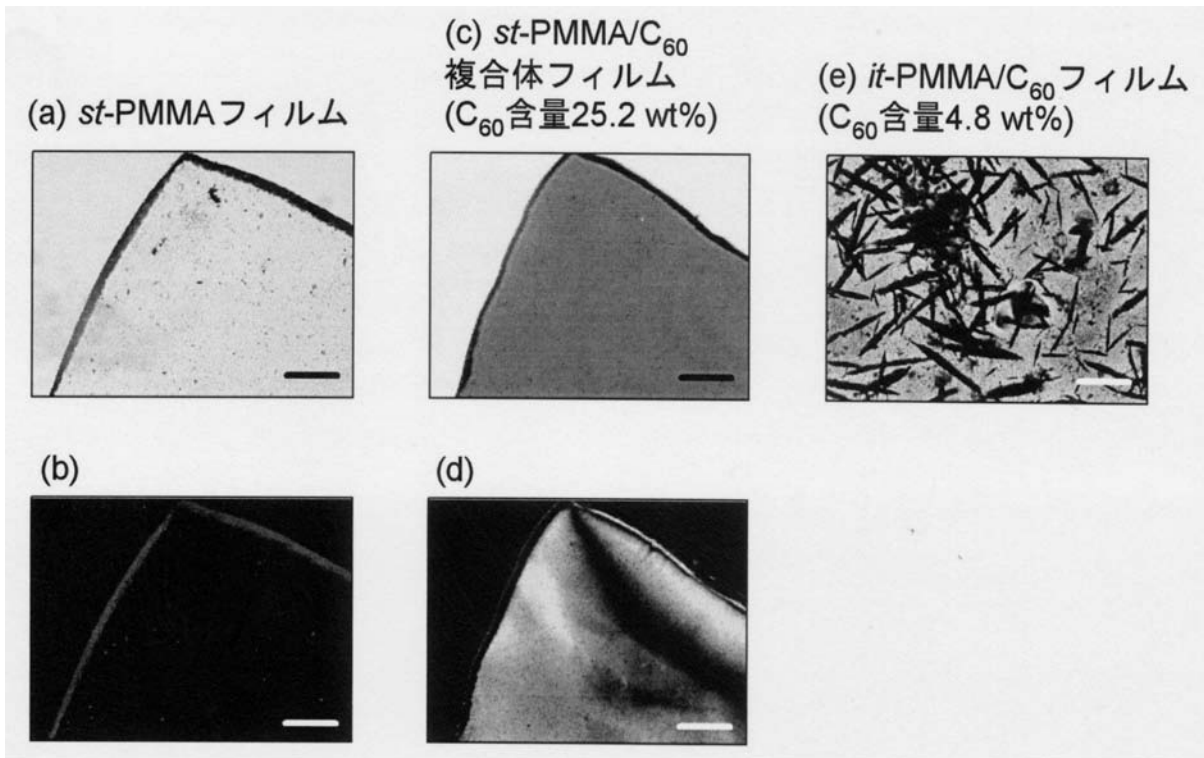 (a) st-PMMAフィルム
(c) st-PMMA/C60
複合体フィルム
(C60含量25.2 wt%)
(e) it-PMMA/C60フィルム
(C60含量4.8 wt%)
(b)
(d)